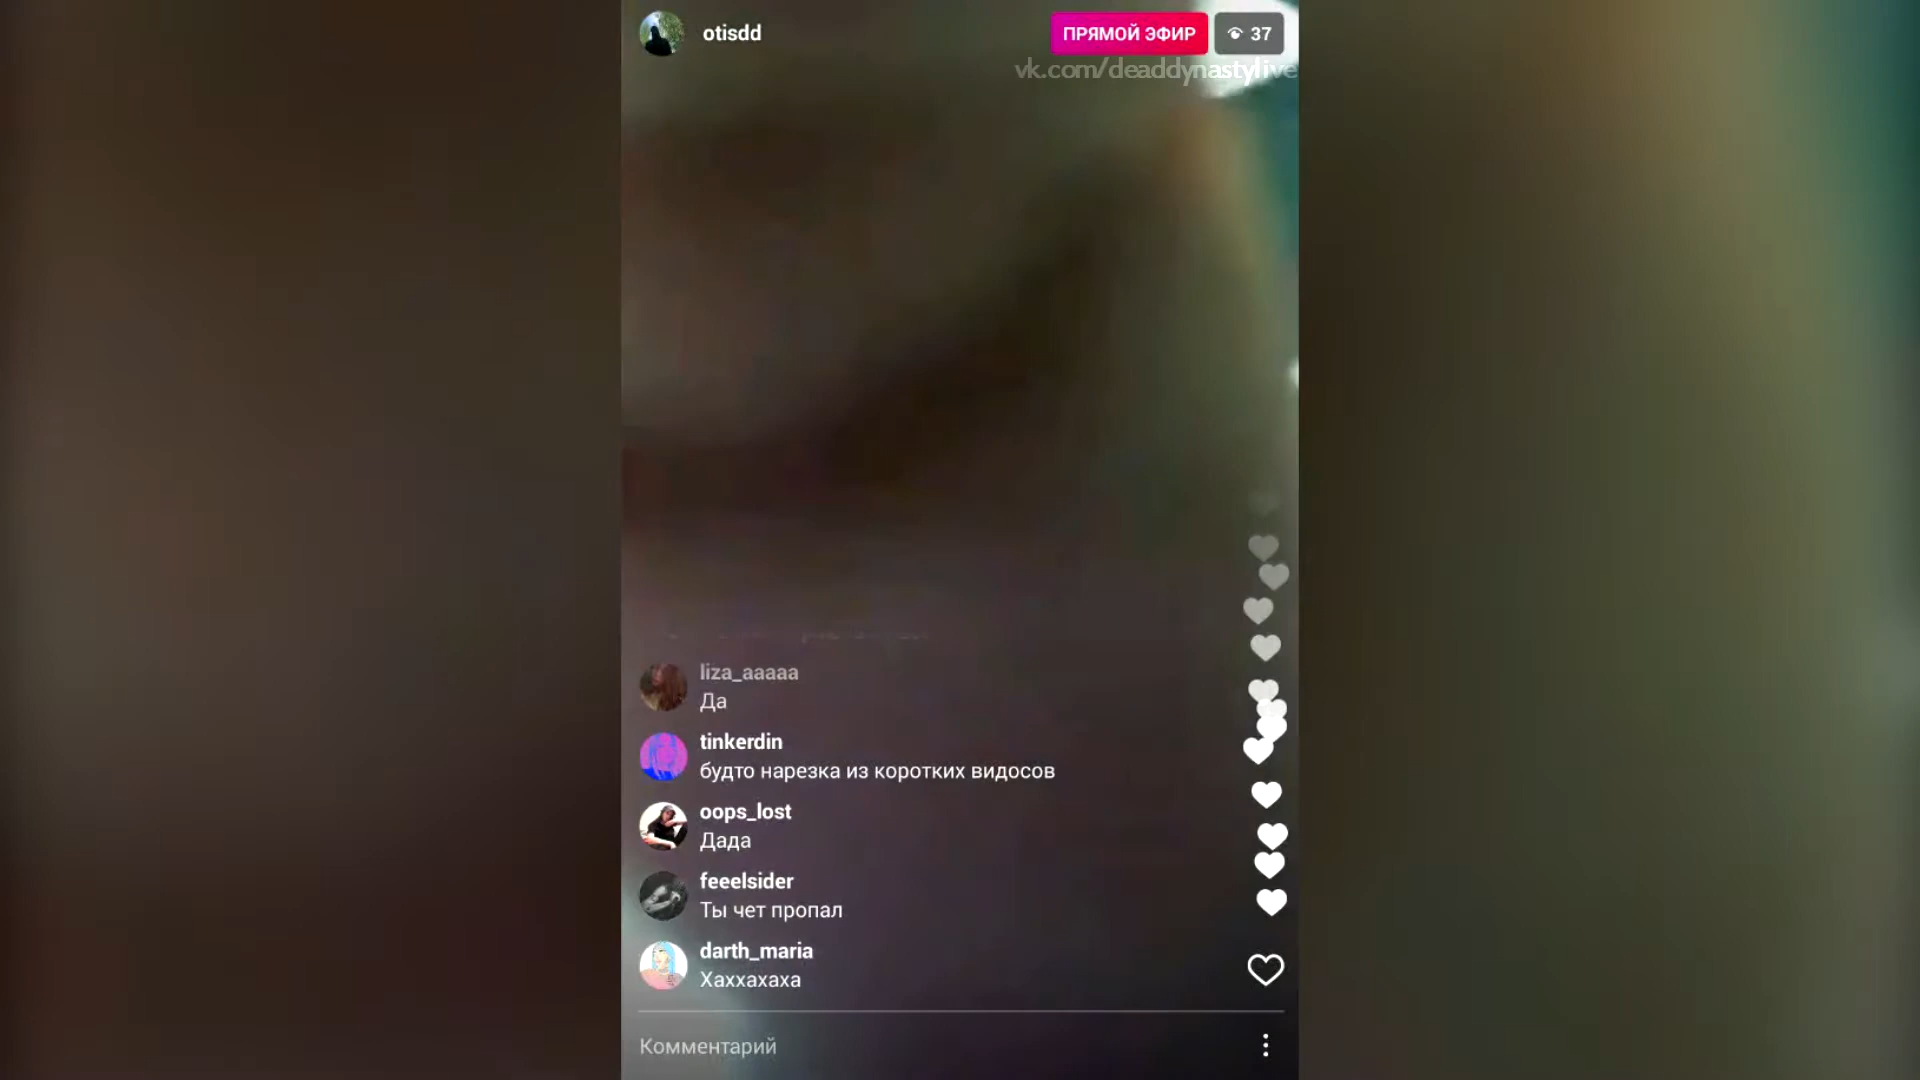 otisdd
ПРЯМОЙ ЭФИР
37
vk.com/deaddynastylive
liza_aaaaa
Да
tinkerdin
будто нарезка из коротких видосов
oops_lost
Дада
feeelsider
Ты чет пропал
darth_maria
Хаххахаха
Комментарий